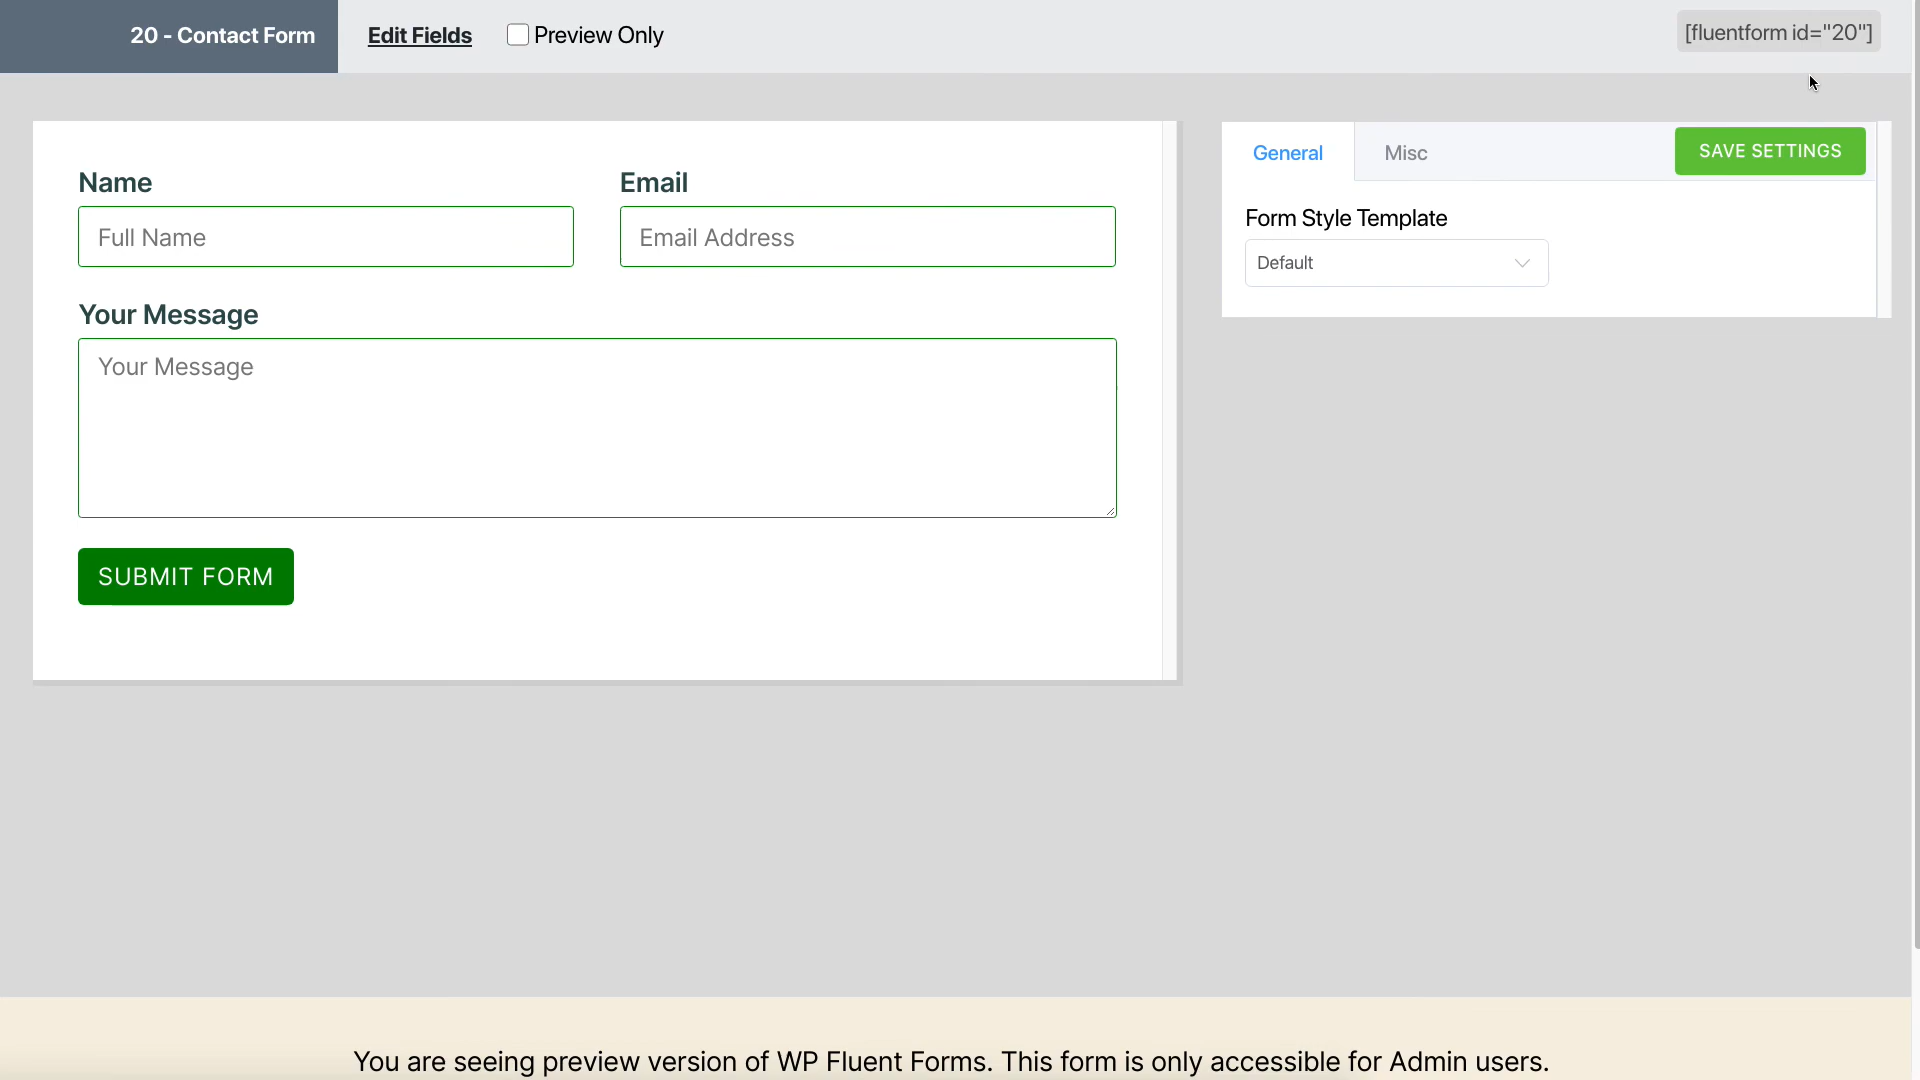 20 - Contact Form
Edit Fields
Preview Only
[fluentform id="20"]
Name
Full Name
Email
Email Address
Your Message
Your Message
SUBMIT FORM
General
Misc
SAVE SETTINGS
Form Style Template
Default
You are seeing preview version of WP Fluent Forms. This form is only accessible for Admin users.